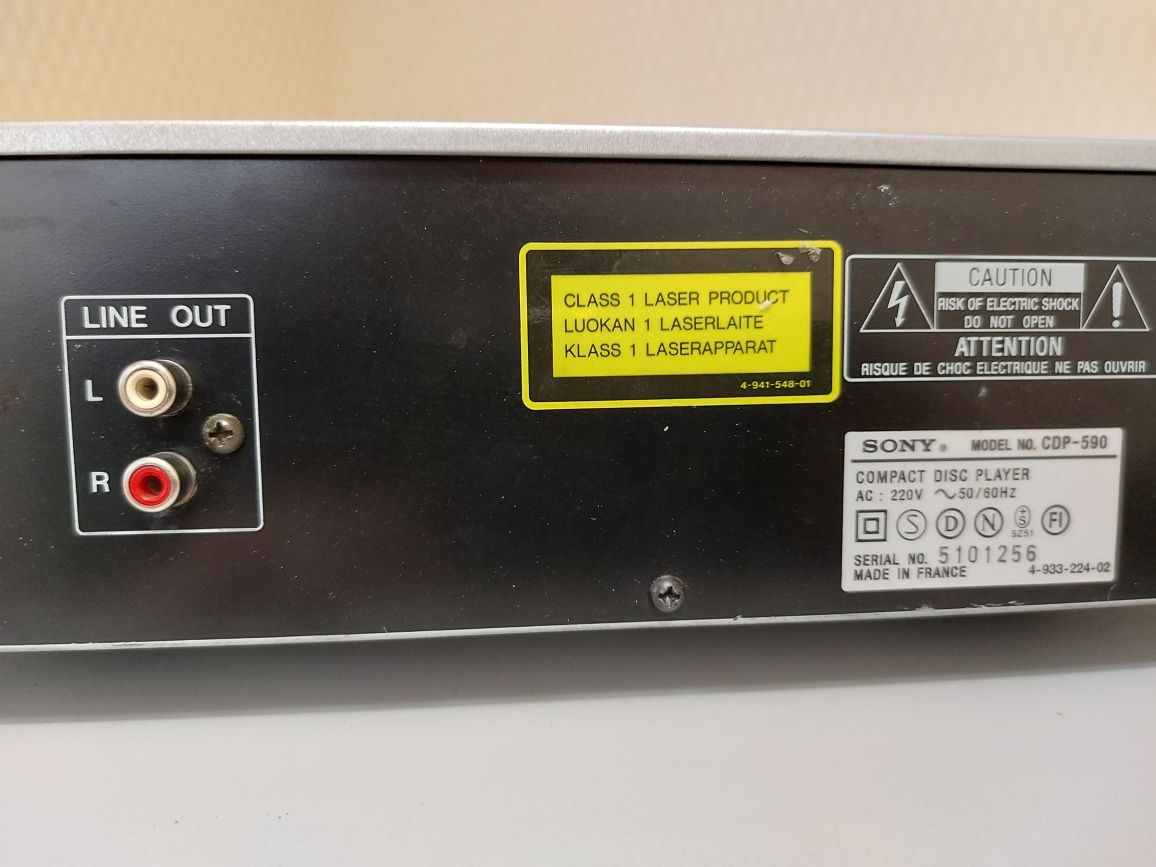 LINE OUT
L
R
CLASS 1 LASER PRODUCT
LUOKAN 1 LASERLAITE
KLASS 1 LASERAPPARAT
4-941-548-01
CAUTION
RISK OF ELECTRIC SHOCK
DO NOT OPEN
ATTENTION
RISQUE DE CHOC ELECTRIQUE NE PAS OUVRIR
SONY® MODEL NO. CDP-590
COMPACT DISC PLAYER
AC : 220V ~50/60Hz
S D N +S FI
SZ51
SERIAL NO. 5101256
MADE IN FRANCE 4-933-224-02